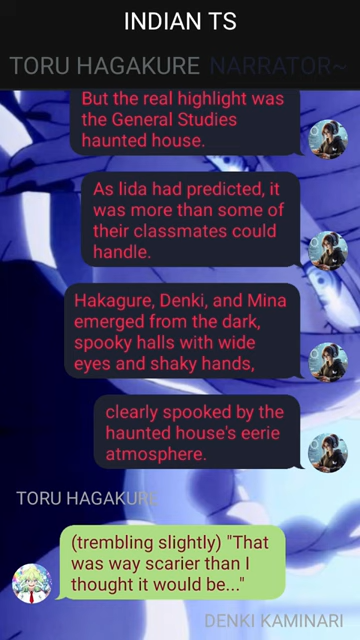 INDIAN TS
TORU HAGAKURE NARRATOR~
But the real highlight was
the General Studies
haunted house.
As Iida had predicted, it
was more than some of
their classmates could
handle.
Hakagure, Denki, and Mina
emerged from the dark,
spooky halls with wide
eyes and shaky hands,
clearly spooked by the
haunted house's eerie
atmosphere.
TORU HAGAKURE
(trembling slightly) "That
was way scarier than I
thought it would be..."
DENKI KAMINARI